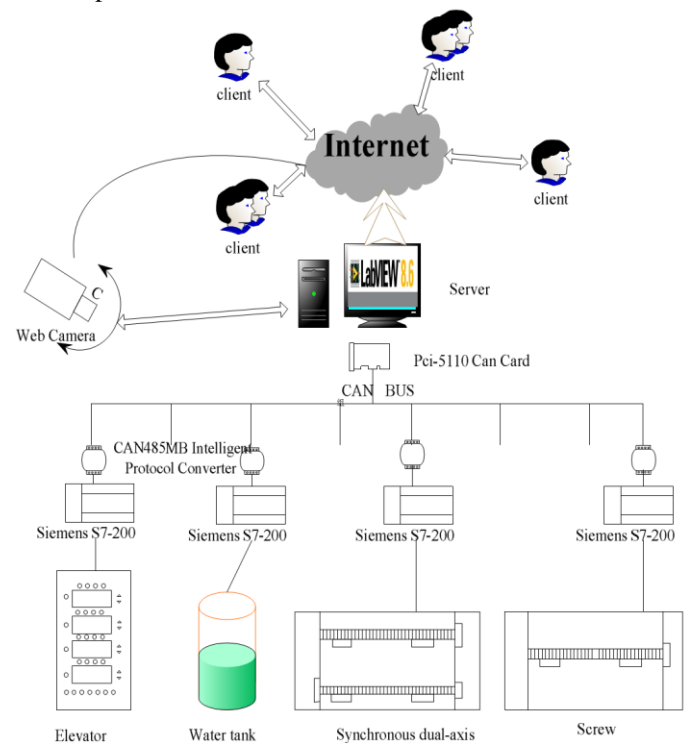 client
client
Internet
client
client
LabVIEW 8.6
Server
C
Web Camera
Pci-5110 Can Card
CAN BUS
CAN485MB Intelligent
Protocol Converter
Siemens S7-200
Siemens S7-200
Siemens S7-200
Siemens S7-200
Elevator
Water tank
Synchronous dual-axis
Screw